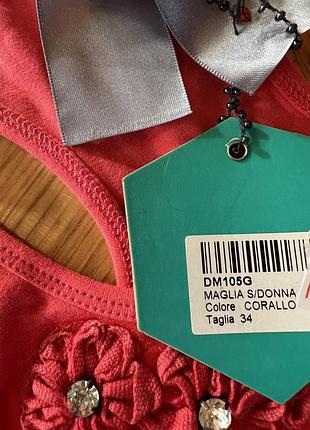 DM105G
MAGLIA S/DONNA
Colore CORALLO
Taglia 34